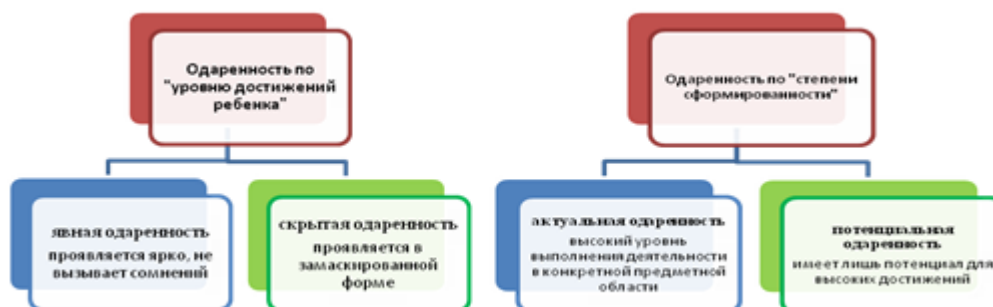 Одаренность по
"уровню достижений
ребенка"
Одаренность по "степени
сформированности"
явная одаренность
проявляется ярко, не
вызывает сомнений
скрытая одаренность
проявляется в
замаскированной
форме
актуальная одаренность
высокий уровнь
выполнения деятельности
в конкретной предметной
области
потенциальная
одаренность
имеет лишь потенциал для
высоких достижений